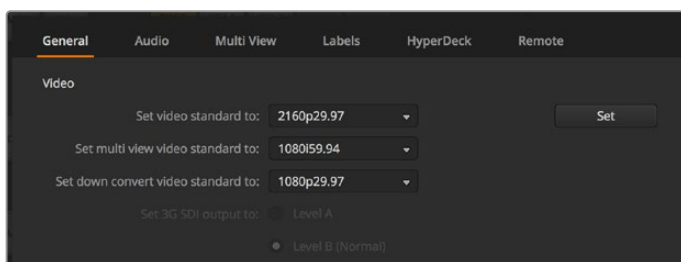 General Audio Multi View Labels HyperDeck Remote
Video
Set video standard to: 2160p29.97 Set
Set multi view video standard to: 1080i59.94
Set down convert video standard to: 1080p29.97
Set 3G SDI output to: Level A
Level B (Normal)